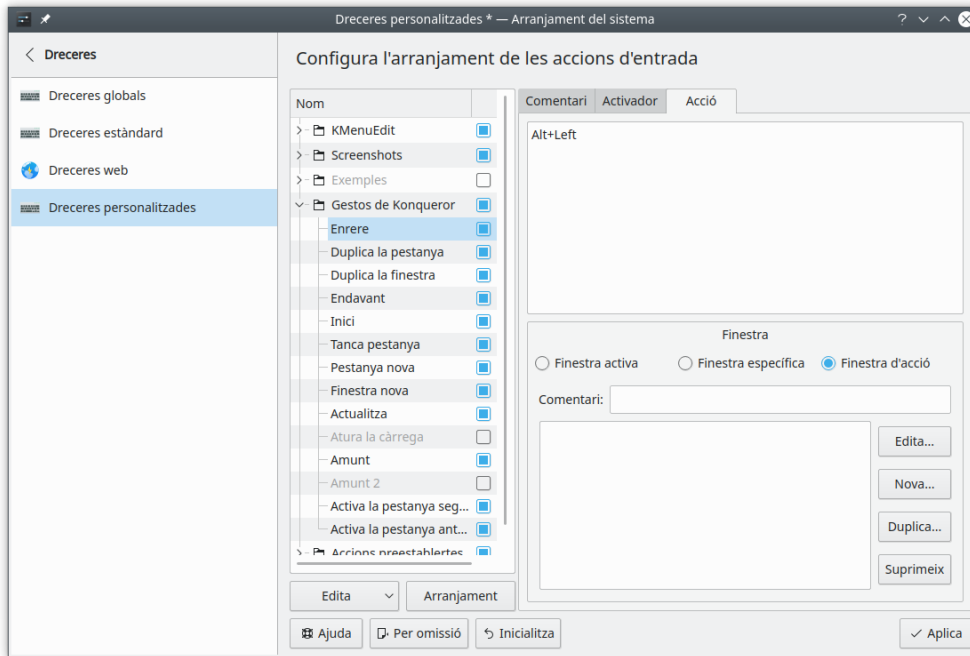 Dreceres personalitzades * — Arranjament del sistema
Dreceres
Dreceres globals
Dreceres estàndard
Dreceres web
Dreceres personalitzades
Configura l'arranjament de les accions d'entrada
Nom
KMenuEdit
Screenshots
Exemples
Gestos de Konqueror
Enrere
Duplica la pestanya
Duplica la finestra
Endavant
Inici
Tanca pestanya
Pestanya nova
Finestra nova
Actualitza
Atura la càrrega
Amunt
Amunt 2
Activa la pestanya seg...
Activa la pestanya ant...
Accions preestablertes
Edita
Arranjament
Comentari Activador Acció
Alt+Left
Finestra
Finestra activa Finestra específica Finestra d'acció
Comentari:
Edita...
Nova...
Duplica...
Suprimeix
Ajuda Per omissió Inicialitza Aplica